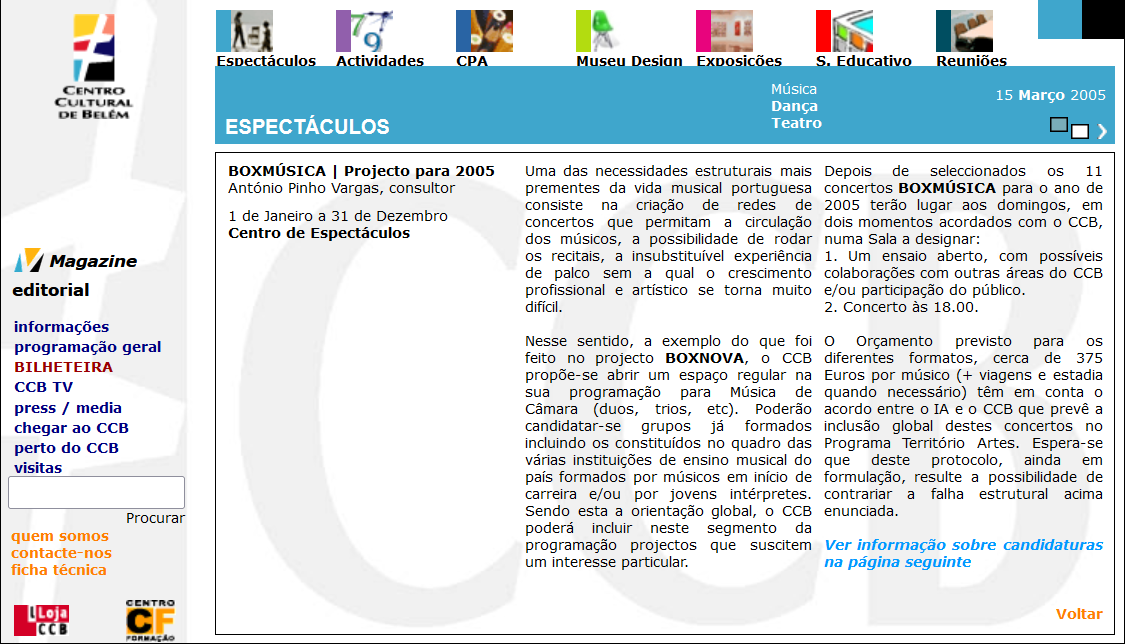 CENTRO
CULTURAL
DE BELÉM
Espectáculos
Actividades
CPA
Museu Design
Exposições
S. Educativo
Reuniões
ESPECTÁCULOS
Música
Dança
Teatro
15 Março 2005
Magazine
editorial
informações
programação geral
BILHETEIRA
CCB TV
press / media
chegar ao CCB
perto do CCB
visitas
Procurar
quem somos
contacte-nos
ficha técnica
Loja
CCB
CENTRO
CF
FORMAÇÃO
BOXMÚSICA | Projecto para 2005
António Pinho Vargas, consultor
1 de Janeiro a 31 de Dezembro
Centro de Espectáculos
Uma das necessidades estruturais mais
prementes da vida musical portuguesa
consiste na criação de redes de
concertos que permitam a circulação
dos músicos, a possibilidade de rodar
os recitais, a insubstituível experiência
de palco sem a qual o crescimento
profissional e artístico se torna muito
difícil.
Nesse sentido, a exemplo do que foi
feito no projecto BOXNOVA, o CCB
propõe-se abrir um espaço regular na
sua programação para Música de
Câmara (duos, trios, etc). Poderão
candidatar-se grupos já formados
incluindo os constituídos no quadro das
várias instituições de ensino musical do
país formados por músicos em início de
carreira e/ou por jovens intérpretes.
Sendo esta a orientação global, o CCB
poderá incluir neste segmento da
programação projectos que suscitem
um interesse particular.
Depois de seleccionados os 11
concertos BOXMÚSICA para o ano de
2005 terão lugar aos domingos, em
dois momentos acordados com o CCB,
numa Sala a designar:
1. Um ensaio aberto, com possíveis
colaborações com outras áreas do CCB
e/ou participação do público.
2. Concerto às 18.00.
O Orçamento previsto para os
diferentes formatos, cerca de 375
Euros por músico (+ viagens e estadia
quando necessário) têm em conta o
acordo entre o IA e o CCB que prevê a
inclusão global destes concertos no
Programa Território Artes. Espera-se
que deste protocolo, ainda em
formulação, resulte a possibilidade de
contrariar a falha estrutural acima
enunciada.
Ver informação sobre candidaturas
na página seguinte
Voltar